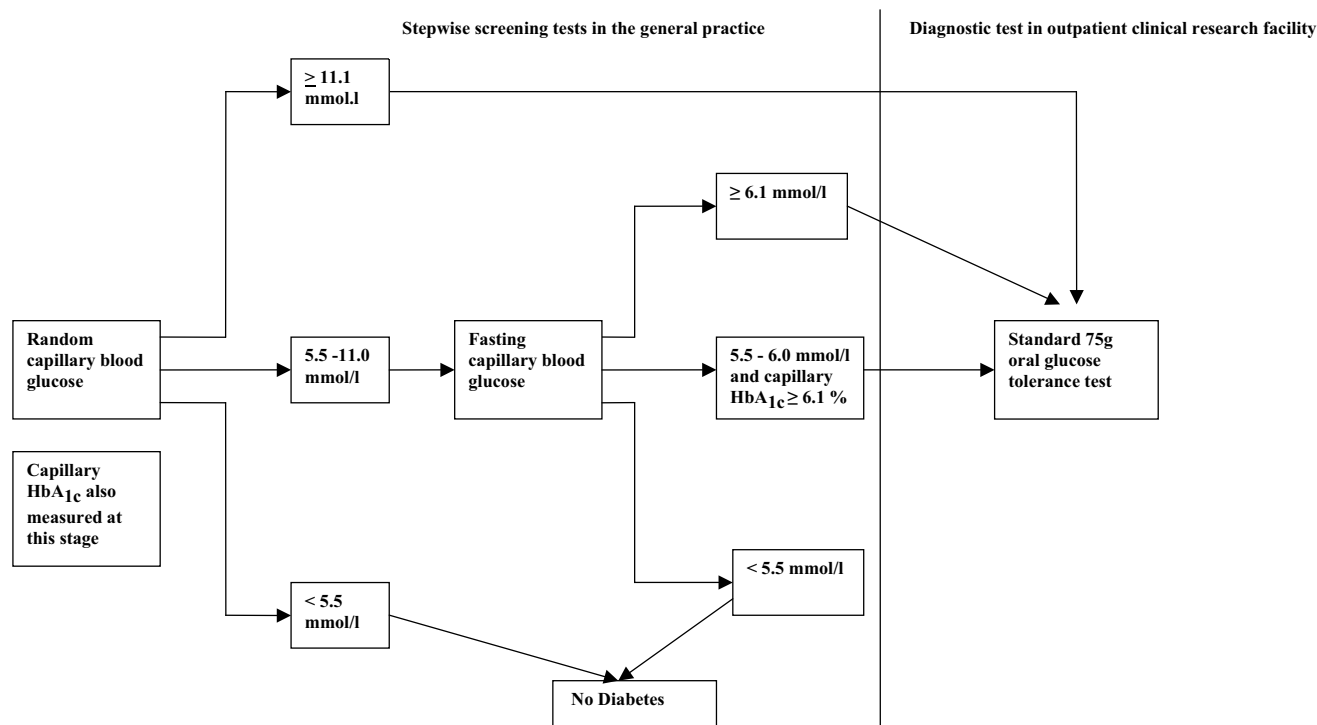 Stepwise screening tests in the general practice
Diagnostic test in outpatient clinical research facility
≥ 11.1
mmol.l
≥ 6.1 mmol/l
Random
capillary blood
glucose
5.5 -11.0
mmol/l
Fasting
capillary blood
glucose
5.5 - 6.0 mmol/l
and capillary
HbA1c ≥ 6.1 %
Standard 75g
oral glucose
tolerance test
Capillary
HbA1c also
measured at
this stage
< 5.5
mmol/l
< 5.5 mmol/l
No Diabetes